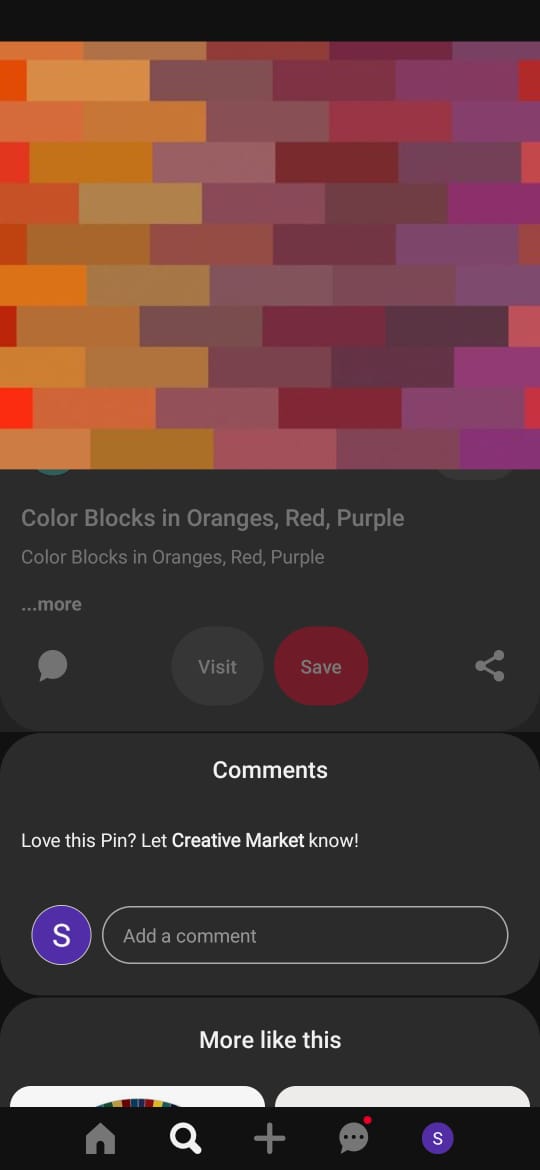 Color Blocks in Oranges, Red, Purple
Color Blocks in Oranges, Red, Purple
...more
Visit
Save
Comments
Love this Pin? Let Creative Market know!
S
Add a comment
More like this
S